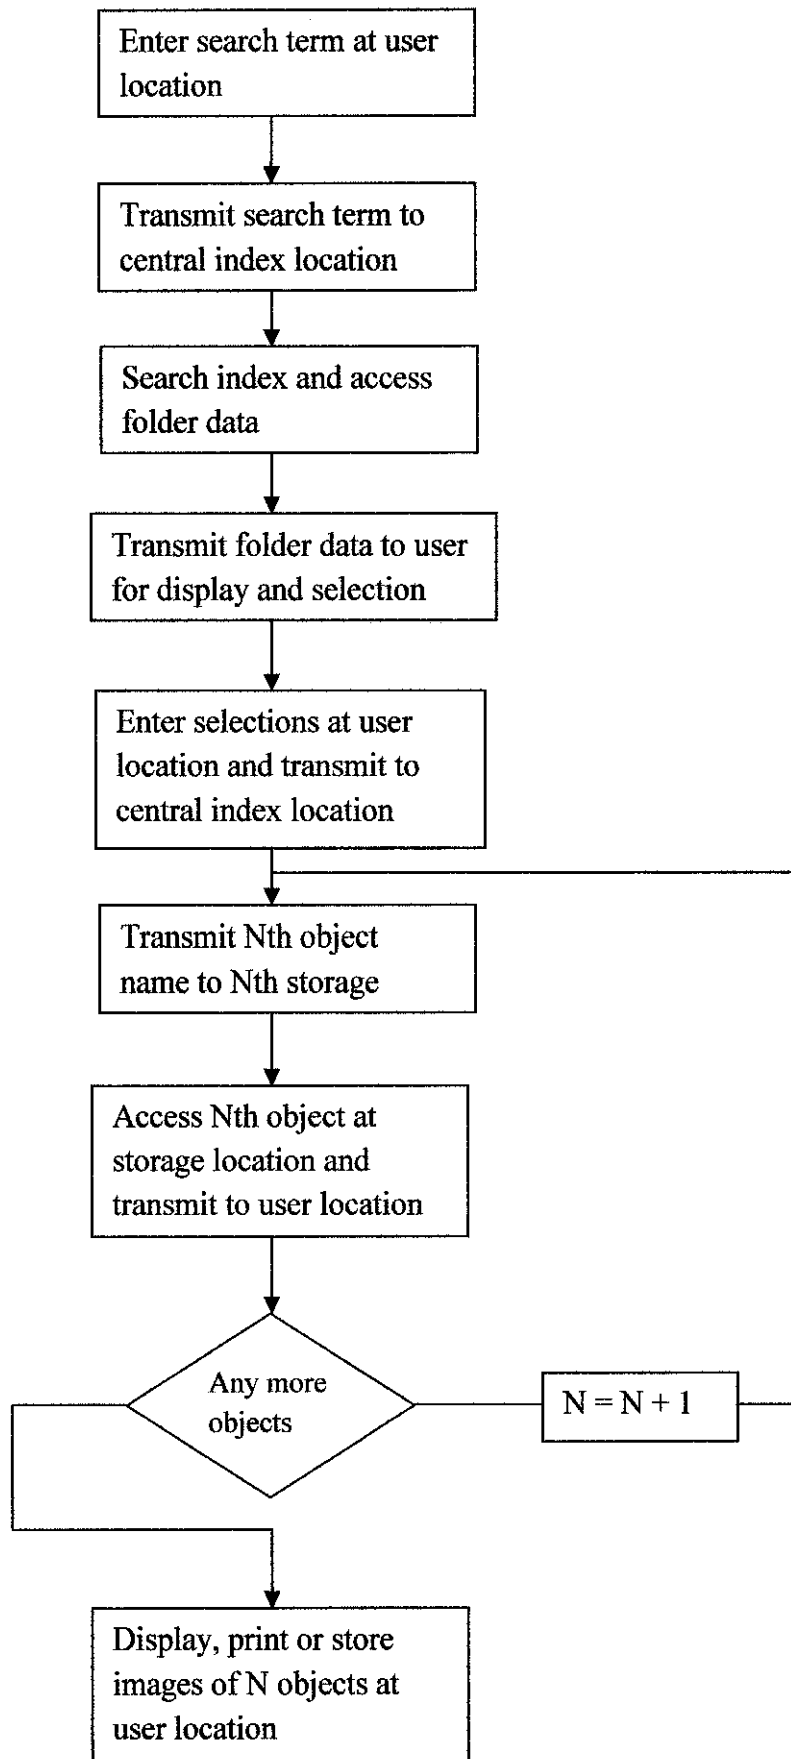 Enter search term at user
location
Transmit search term to
central index location
Search index and access
folder data
Transmit folder data to user
for display and selection
Enter selections at user
location and transmit to
central index location
Transmit Nth object
name to Nth storage
Access Nth object at
storage location and
transmit to user location
Any more
objects
N = N + 1
Display, print or store
images of N objects at
user location